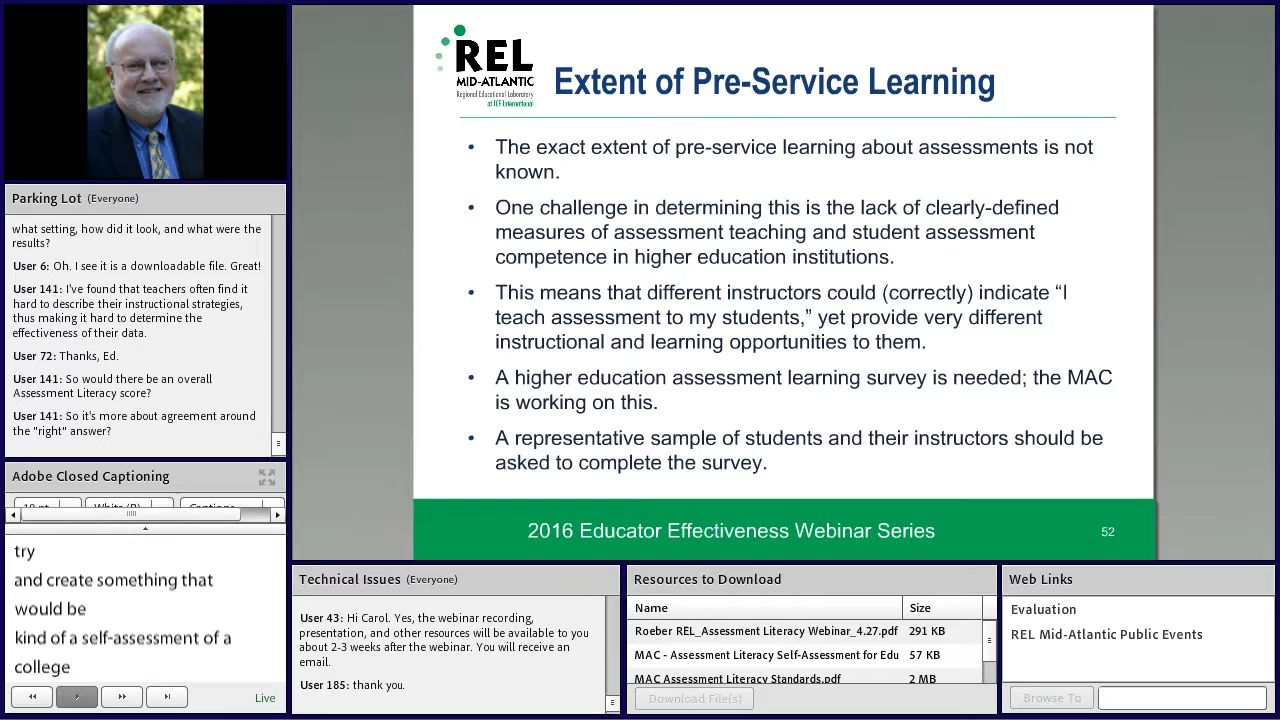 REL
MID-ATLANTIC
Regional Educational Laboratory
at ICF International
Extent of Pre-Service Learning
• The exact extent of pre-service learning about assessments is not
known.
• One challenge in determining this is the lack of clearly-defined
measures of assessment teaching and student assessment
competence in higher education institutions.
• This means that different instructors could (correctly) indicate “I
teach assessment to my students,” yet provide very different
instructional and learning opportunities to them.
• A higher education assessment learning survey is needed; the MAC
is working on this.
• A representative sample of students and their instructors should be
asked to complete the survey.
2016 Educator Effectiveness Webinar Series
52
Parking Lot (Everyone)
what setting, how did it look, and what were the
results?
User 6: Oh. I see it is a downloadable file. Great!
User 141: I've found that teachers often find it
hard to describe their instructional strategies,
thus making it hard to determine the
effectiveness of their data.
User 72: Thanks, Ed.
User 141: So would there be an overall
Assessment Literacy score?
User 141: So it's more about agreement around
the "right" answer?
Adobe Closed Captioning
try
and create something that
would be
kind of a self-assessment of a
college
Live
Technical Issues (Everyone)
User 43: Hi Carol. Yes, the webinar recording,
presentation, and other resources will be available to you
about 2-3 weeks after the webinar. You will receive an
email.
User 185: thank you.
Resources to Download
Name Size
Roeber REL_Assessment Literacy Webinar_4.27.pdf 291 KB
MAC - Assessment Literacy Self-Assessment for Edu 57 KB
MAC Assessment Literacy Standards.pdf 2 MB
Download File(s)
Web Links
Evaluation
REL Mid-Atlantic Public Events
Browse To